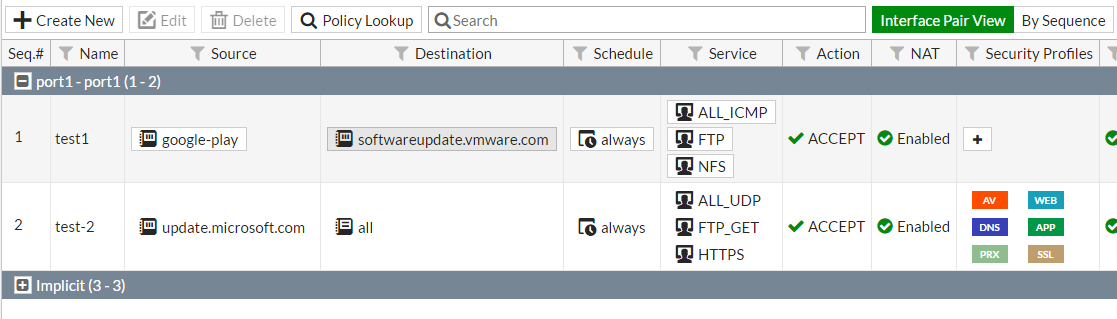 Create New Edit Delete Policy Lookup Search Interface Pair View By Sequence
Seq.# Name Source Destination Schedule Service Action NAT Security Profiles
port1 - port1 (1 - 2)
1 test1 google-play softwareupdate.vmware.com always ALL_ICMP FTP NFS ACCEPT Enabled
2 test-2 update.microsoft.com all always ALL_UDP FTP_GET HTTPS ACCEPT Enabled AV WEB DNS APP PRX SSL
Implicit (3 - 3)